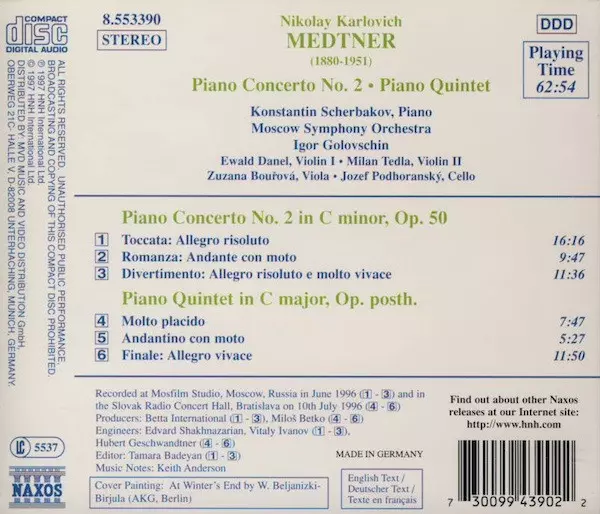 COMPACT
disc
DIGITAL AUDIO
8.553390
STEREO
Nikolay Karlovich
MEDTNER
(1880-1951)
Piano Concerto No. 2 • Piano Quintet
DDD
Playing
Time
62:54
Konstantin Scherbakov, Piano
Moscow Symphony Orchestra
Igor Golovschin
Ewald Danel, Violin I • Milan Tedla, Violin II
Zuzana Bouřová, Viola • Jozef Podhoranský, Cello
Piano Concerto No. 2 in C minor, Op. 50
1 Toccata: Allegro risoluto 16:16
2 Romanza: Andante con moto 9:47
3 Divertimento: Allegro risoluto e molto vivace 11:36
Piano Quintet in C major, Op. posth.
4 Molto placido 7:47
5 Andantino con moto 5:27
6 Finale: Allegro vivace 11:50
Recorded at Mosfilm Studio, Moscow, Russia in June 1996 (1 - 3) and in
the Slovak Radio Concert Hall, Bratislava on 10th July 1996 (4 - 6)
Producers: Betta International (1 - 3), Miloš Betko (4 - 6)
Engineers: Edvard Shakhnazarian, Vitaly Ivanov (1 - 3),
Hubert Geschwandtner (4 - 6)
Editor: Tamara Badeyan (1 - 3)
Music Notes: Keith Anderson
Cover Painting: At Winter's End by W. Beljanizki-
Birjula (AKG, Berlin)
MADE IN GERMANY
English Text /
Deutscher Text /
Texte en français
Find out about other Naxos
releases at our Internet site:
http://www.hnh.com
7 30099 43902 2
ALL RIGHTS RESERVED. UNAUTHORISED PUBLIC PERFORMANCE,
BROADCASTING AND COPYING OF THIS COMPACT DISC PROHIBITED.
℗ 1997 HNH International Ltd.
© 1997 HNH International Ltd.
DISTRIBUTED BY: MVD MUSIC AND VIDEO DISTRIBUTION GmbH,
OBERWEG 21C- HALLE V, D-82008 UNTERHACHING, MUNICH, GERMANY.
LC 5537
NAXOS